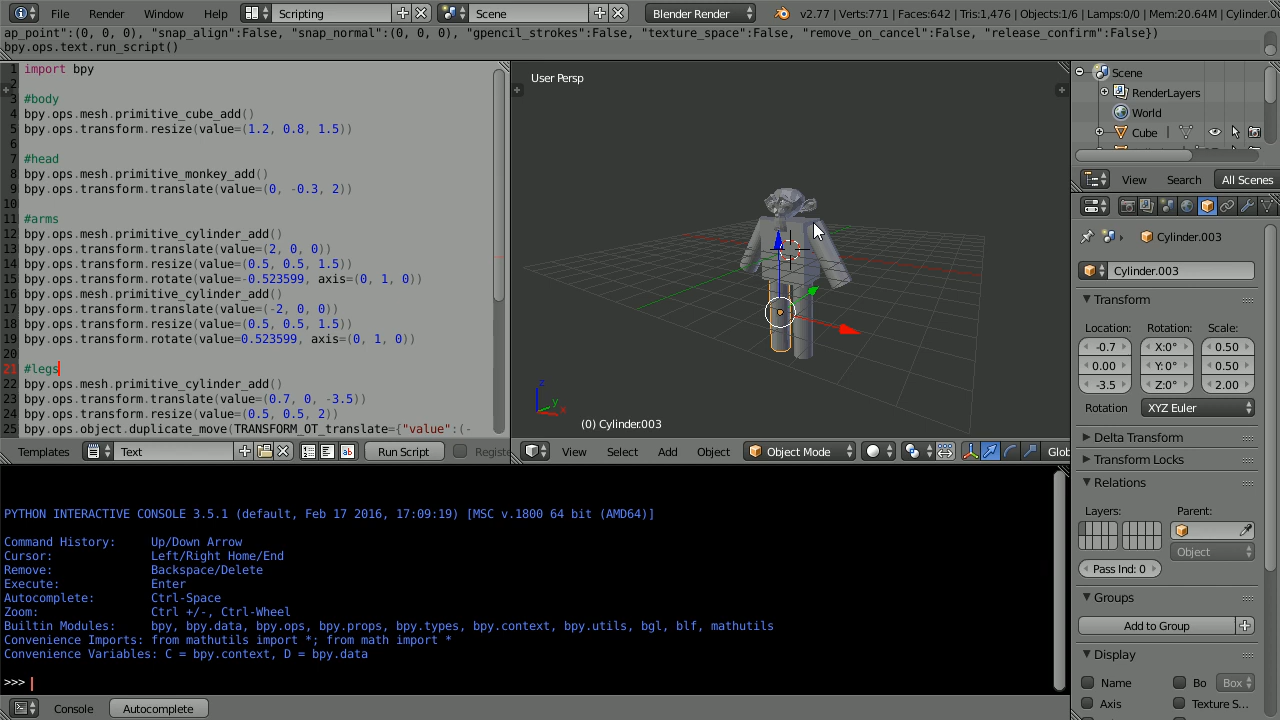 File Render Window Help Scripting Scene Blender Render v2.77 | Verts:771 | Faces:642 | Tris:1,476 | Objects:1/6 | Lamps:0/0 | Mem:20.64M | Cylinder.0
ap_point":(0, 0, 0), "snap_align":False, "snap_normal":(0, 0, 0), "gpencil_strokes":False, "texture_space":False, "remove_on_cancel":False, "release_confirm":False})
bpy.ops.text.run_script()
1 import bpy
2
3 #body
4 bpy.ops.mesh.primitive_cube_add()
5 bpy.ops.transform.resize(value=(1.2, 0.8, 1.5))
6
7 #head
8 bpy.ops.mesh.primitive_monkey_add()
9 bpy.ops.transform.translate(value=(0, -0.3, 2))
10
11 #arms
12 bpy.ops.mesh.primitive_cylinder_add()
13 bpy.ops.transform.translate(value=(2, 0, 0))
14 bpy.ops.transform.resize(value=(0.5, 0.5, 1.5))
15 bpy.ops.transform.rotate(value=-0.523599, axis=(0, 1, 0))
16 bpy.ops.mesh.primitive_cylinder_add()
17 bpy.ops.transform.translate(value=(-2, 0, 0))
18 bpy.ops.transform.resize(value=(0.5, 0.5, 1.5))
19 bpy.ops.transform.rotate(value=0.523599, axis=(0, 1, 0))
20
21 #legs
22 bpy.ops.mesh.primitive_cylinder_add()
23 bpy.ops.transform.translate(value=(0.7, 0, -3.5))
24 bpy.ops.transform.resize(value=(0.5, 0.5, 2))
25 bpy.ops.object.duplicate_move(TRANSFORM_OT_translate={"value":(-
Templates Text Run Script Registe
User Persp
z
y
x
(0) Cylinder.003
View Select Add Object Object Mode Glob
PYTHON INTERACTIVE CONSOLE 3.5.1 (default, Feb 17 2016, 17:09:19) [MSC v.1800 64 bit (AMD64)]
Command History: Up/Down Arrow
Cursor: Left/Right Home/End
Remove: Backspace/Delete
Execute: Enter
Autocomplete: Ctrl-Space
Zoom: Ctrl +/-, Ctrl-Wheel
Builtin Modules: bpy, bpy.data, bpy.ops, bpy.props, bpy.types, bpy.context, bpy.utils, bgl, blf, mathutils
Convenience Imports: from mathutils import *; from math import *
Convenience Variables: C = bpy.context, D = bpy.data
>>>
Console Autocomplete
Scene
RenderLayers
World
Cube
View Search All Scenes
Cylinder.003
Cylinder.003
Transform
Location: Rotation: Scale:
-0.7 X:0° 0.50
0.00 Y:0° 0.50
-3.5 Z:0° 2.00
Rotation XYZ Euler
Delta Transform
Transform Locks
Relations
Layers: Parent:
Object
Pass Ind: 0
Groups
Add to Group
Display
Name Bo Box
Axis Texture S...